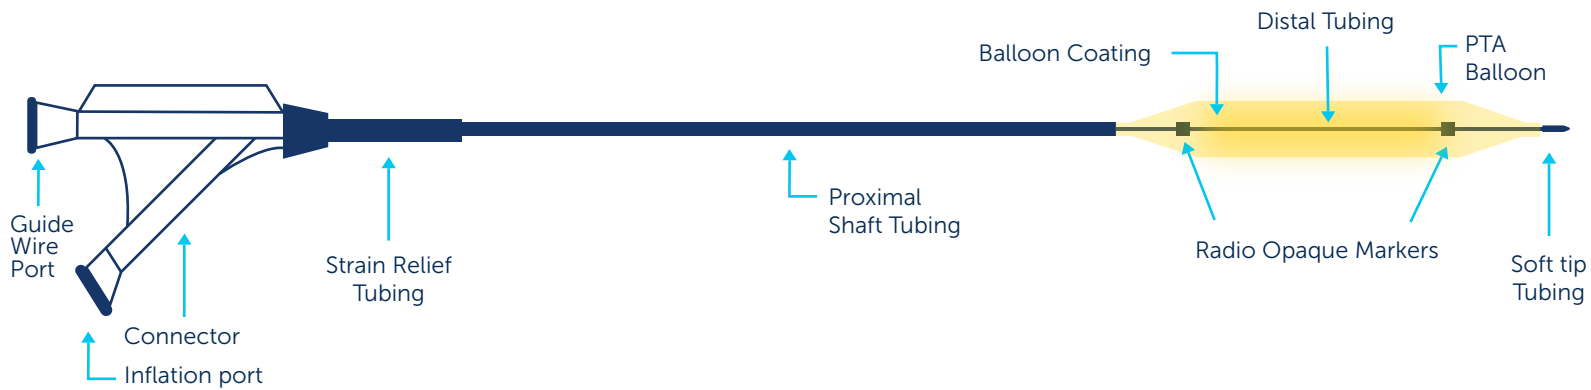 Distal Tubing
Balloon Coating
PTA
Balloon
Proximal
Shaft Tubing
Guide
Wire
Port
Radio Opaque Markers
Strain Relief
Tubing
Soft tip
Tubing
Connector
Inflation port